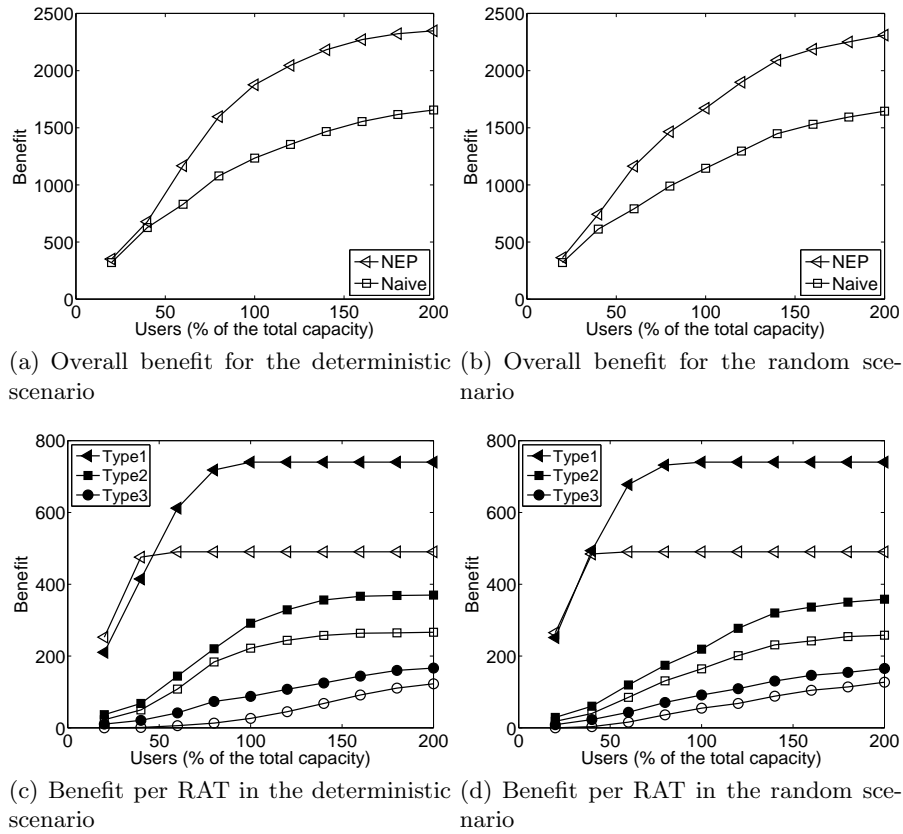 2500
2000
1500
1000
500
0
Benefit
0
50
100
150
200
Users (% of the total capacity)
NEP
Naive
(a) Overall benefit for the deterministic
scenario
2500
2000
1500
1000
500
0
Benefit
0
50
100
150
200
Users (% of the total capacity)
NEP
Naive
(b) Overall benefit for the random sce-
nario
800
600
400
200
0
Benefit
0
50
100
150
200
Users (% of the total capacity)
Type1
Type2
Type3
(c) Benefit per RAT in the deterministic
scenario
800
600
400
200
0
Benefit
0
50
100
150
200
Users (% of the total capacity)
Type1
Type2
Type3
(d) Benefit per RAT in the random sce-
nario